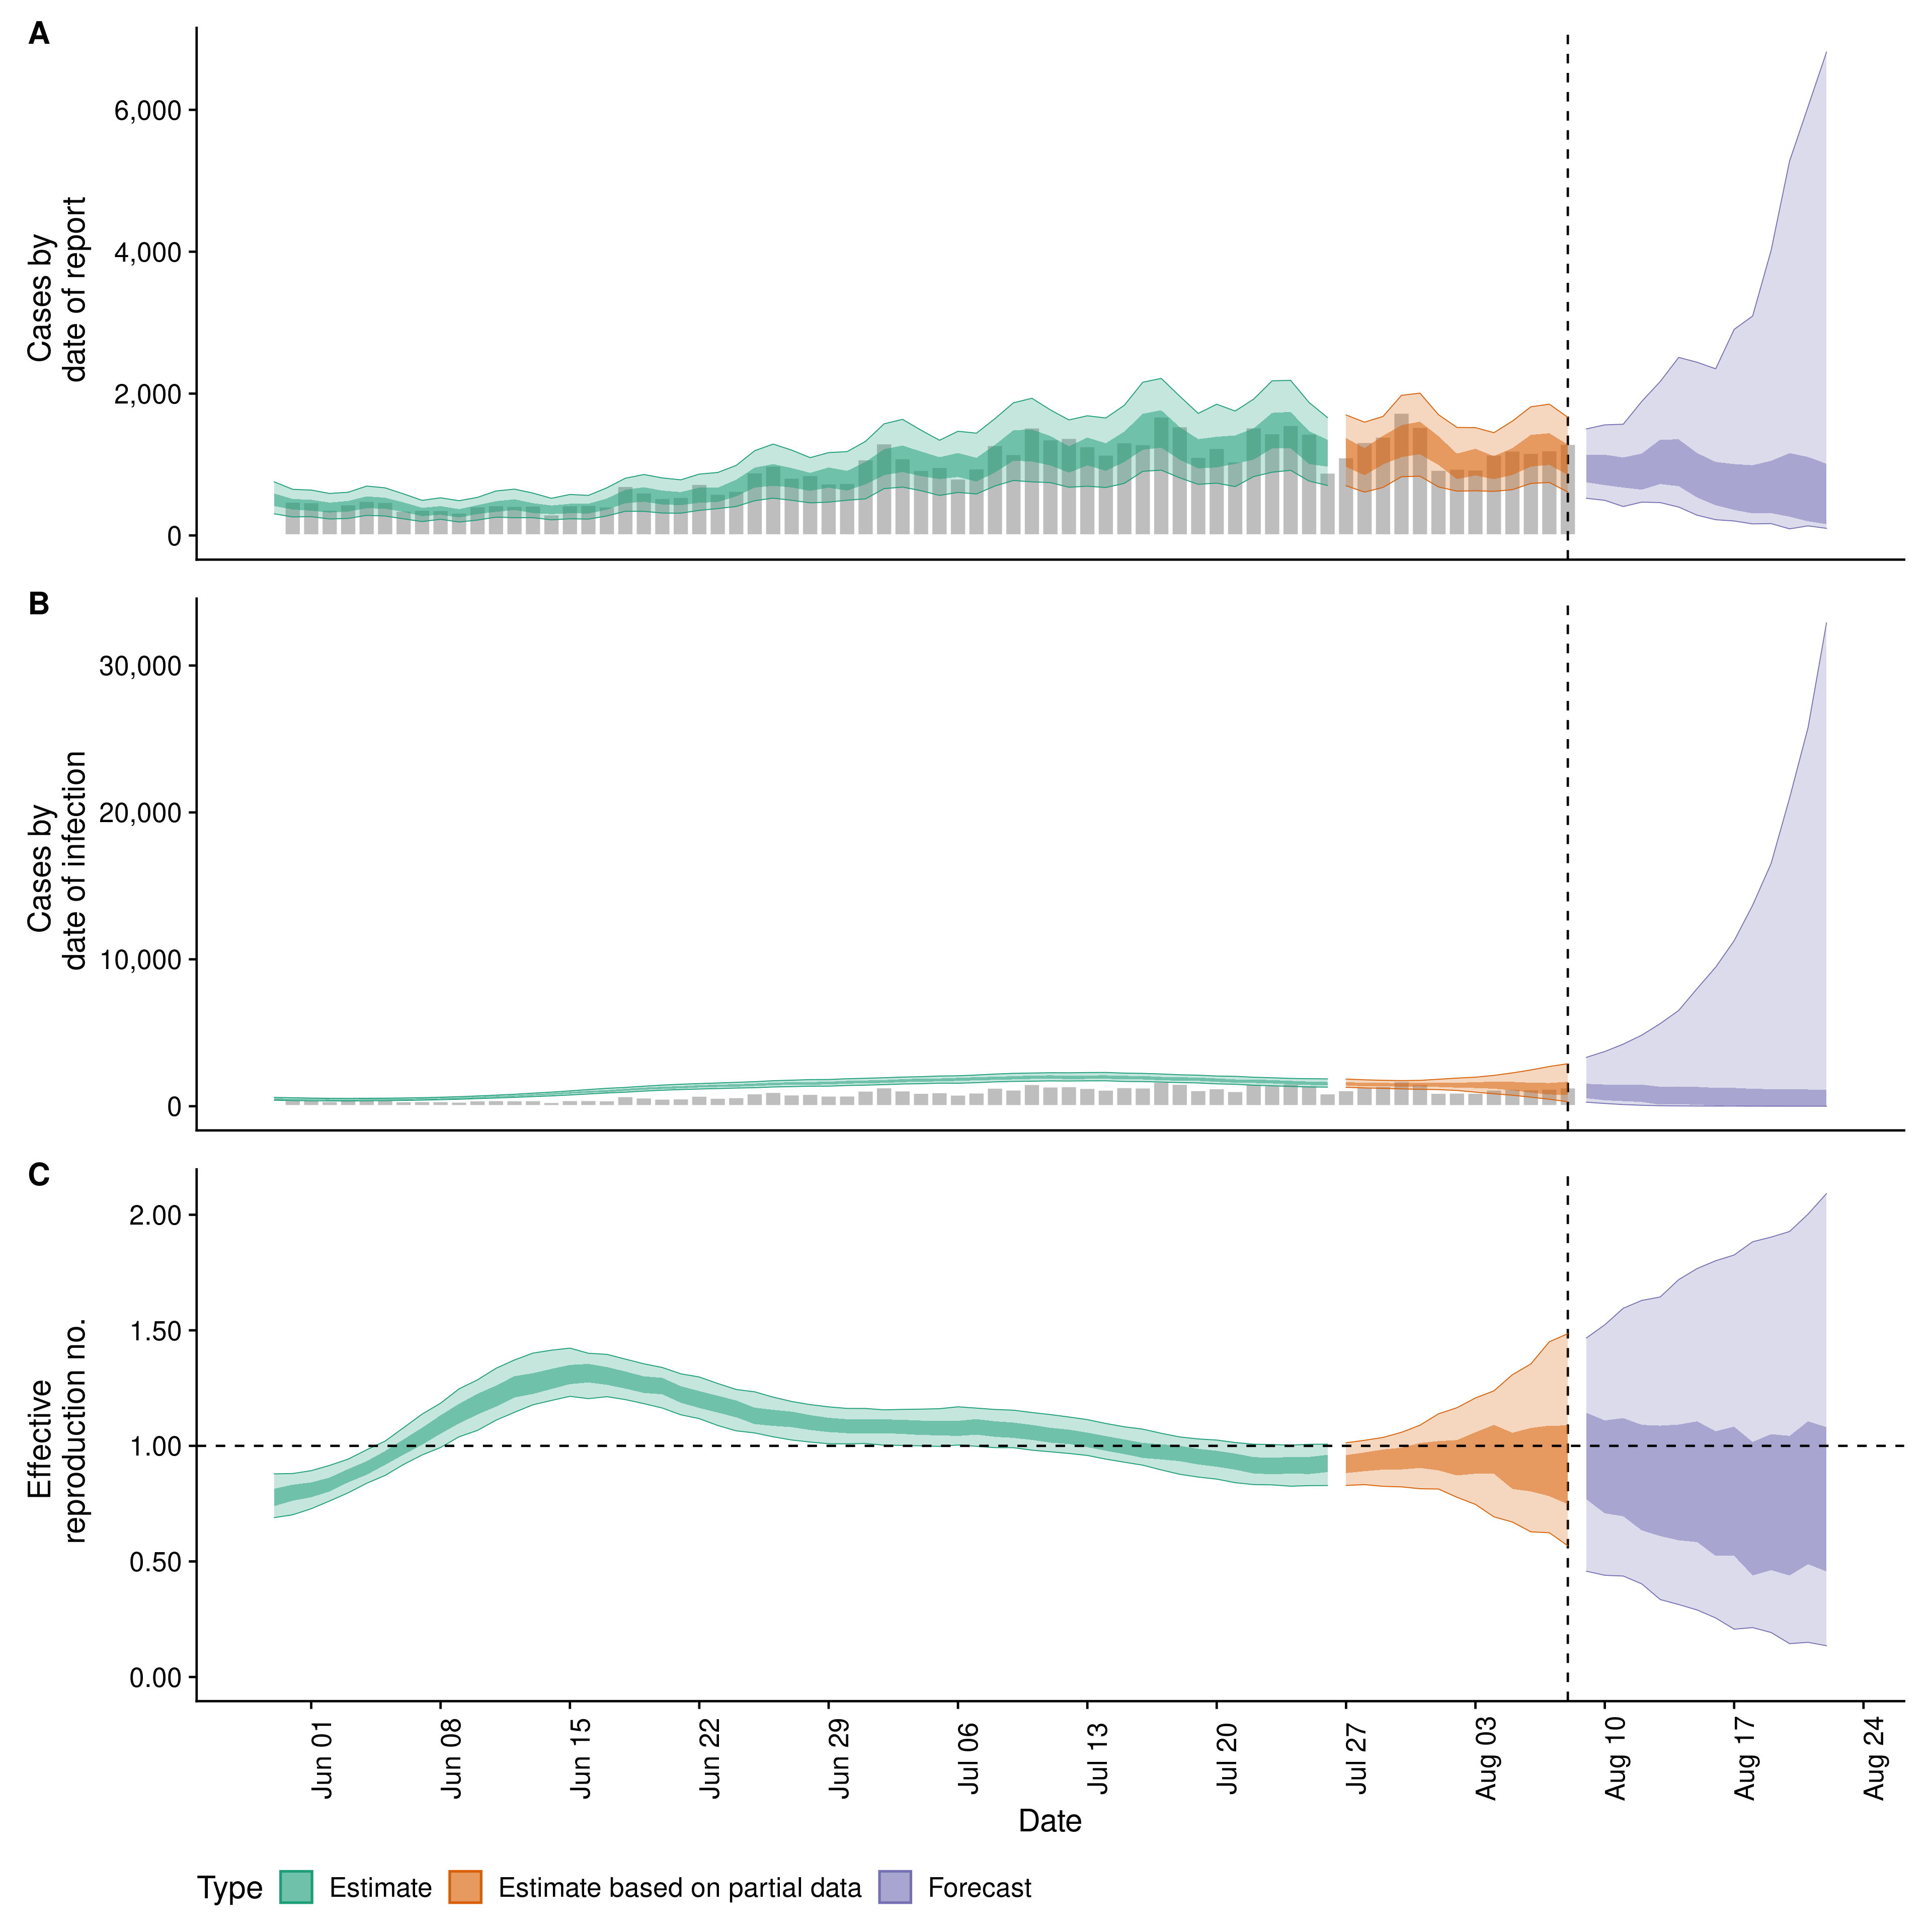 A
Cases by
date of report
6,000
4,000
2,000
0
B
Cases by
date of infection
30,000
20,000
10,000
0
C
Effective
reproduction no.
2.00
1.50
1.00
0.50
0.00
Jun 01
Jun 08
Jun 15
Jun 22
Jun 29
Jul 06
Jul 13
Jul 20
Jul 27
Aug 03
Aug 10
Aug 17
Aug 24
Date
Type Estimate Estimate based on partial data Forecast